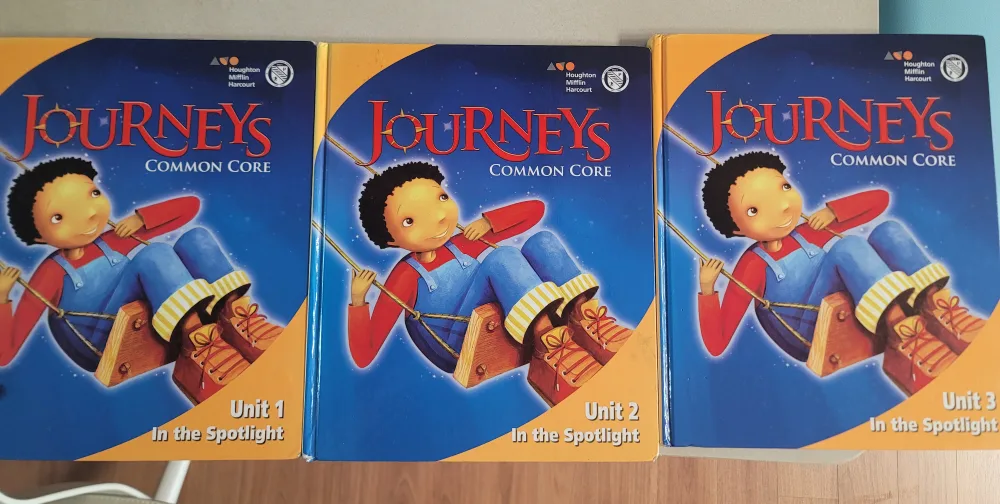 Houghton
Mifflin
Harcourt
JOURNEYS
COMMON CORE
Unit 1
In the Spotlight
Houghton
Mifflin
Harcourt
JOURNEYS
COMMON CORE
Unit 2
In the Spotlight
Houghton
Mifflin
Harcourt
JOURNEYS
COMMON CORE
Unit 3
In the Spotlight